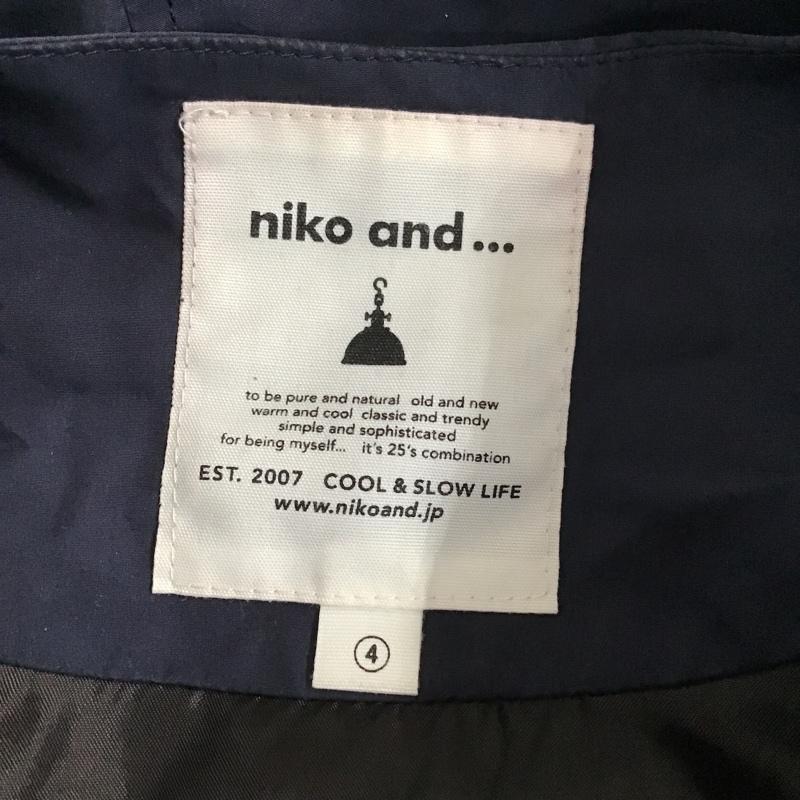 niko and...
to be pure and natural old and new
warm and cool classic and trendy
simple and sophisticated
for being myself... it's 25's combination
EST. 2007 COOL & SLOW LIFE
www.nikoand.jp
4